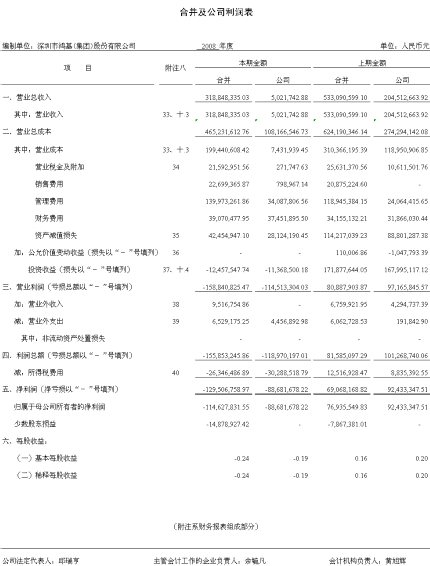 合并及公司利润表
编制单位：深圳市鸿基(集团)股份有限公司 2008 年度 单位：人民币元
项 目 附注八 本期金额 上期金额
合并 公司 合并 公司
一．营业总收入 318,848,335.03 5,021,742.88 533,090,599.10 204,512,663.92
其中：营业收入 33、十.3 318,848,335.03 5,021,742.88 533,090,599.10 204,512,663.92
二．营业总成本 465,231,612.76 108,166,546.73 624,190,346.14 274,294,142.08
其中：营业成本 33、十.3 199,440,608.42 7,431,939.45 310,366,195.39 118,950,906.85
营业税金及附加 34 21,592,951.56 271,747.63 25,631,370.56 10,611,501.76
销售费用 22,699,365.87 798,967.14 20,875,224.60 -
管理费用 139,973,261.86 34,087,806.56 118,945,384.15 24,064,415.65
财务费用 39,070,477.95 37,451,895.50 34,155,132.21 31,866,030.44
资产减值损失 35 42,454,947.10 28,124,190.45 114,217,039.23 88,801,287.38
加：公允价值变动收益（损失以“－”号填列） 36 - - 110,006.86 -1,047,793.39
投资收益（损失以“－”号填列） 37、十.4 -12,457,547.74 -11,368,500.18 171,877,644.05 167,995,117.12
三．营业利润（亏损总额以“－”号填列） -158,840,825.47 -114,513,304.03 80,887,903.87 97,165,845.57
加：营业外收入 38 9,516,754.86 - 6,759,921.95 4,294,737.39
减：营业外支出 39 6,529,175.25 4,456,892.98 6,062,728.53 191,842.90
其中：非流动资产处置损失 - - - -
四．利润总额（亏损总额以“－”号填列） -155,853,245.86 -118,970,197.01 81,585,097.29 101,268,740.06
减：所得税费用 40 -26,346,486.89 -30,288,518.79 12,516,928.47 8,835,392.55
五．净利润（净亏损以“－”号填列） -129,506,758.97 -88,681,678.22 69,068,168.82 92,433,347.51
归属于母公司所有者的净利润 -114,627,831.55 -88,681,678.22 76,935,549.83 92,433,347.51
少数股东损益 -14,878,927.42 - -7,867,381.01 -
六．每股收益：
（一）基本每股收益 -0.24 -0.19 0.16 0.20
（二）稀释每股收益 -0.24 -0.19 0.16 0.20
（附注系财务报表组成部分）
公司法定代表人：邱瑞亨 主管会计工作的企业负责人：余毓凡 会计机构负责人：黄旭辉